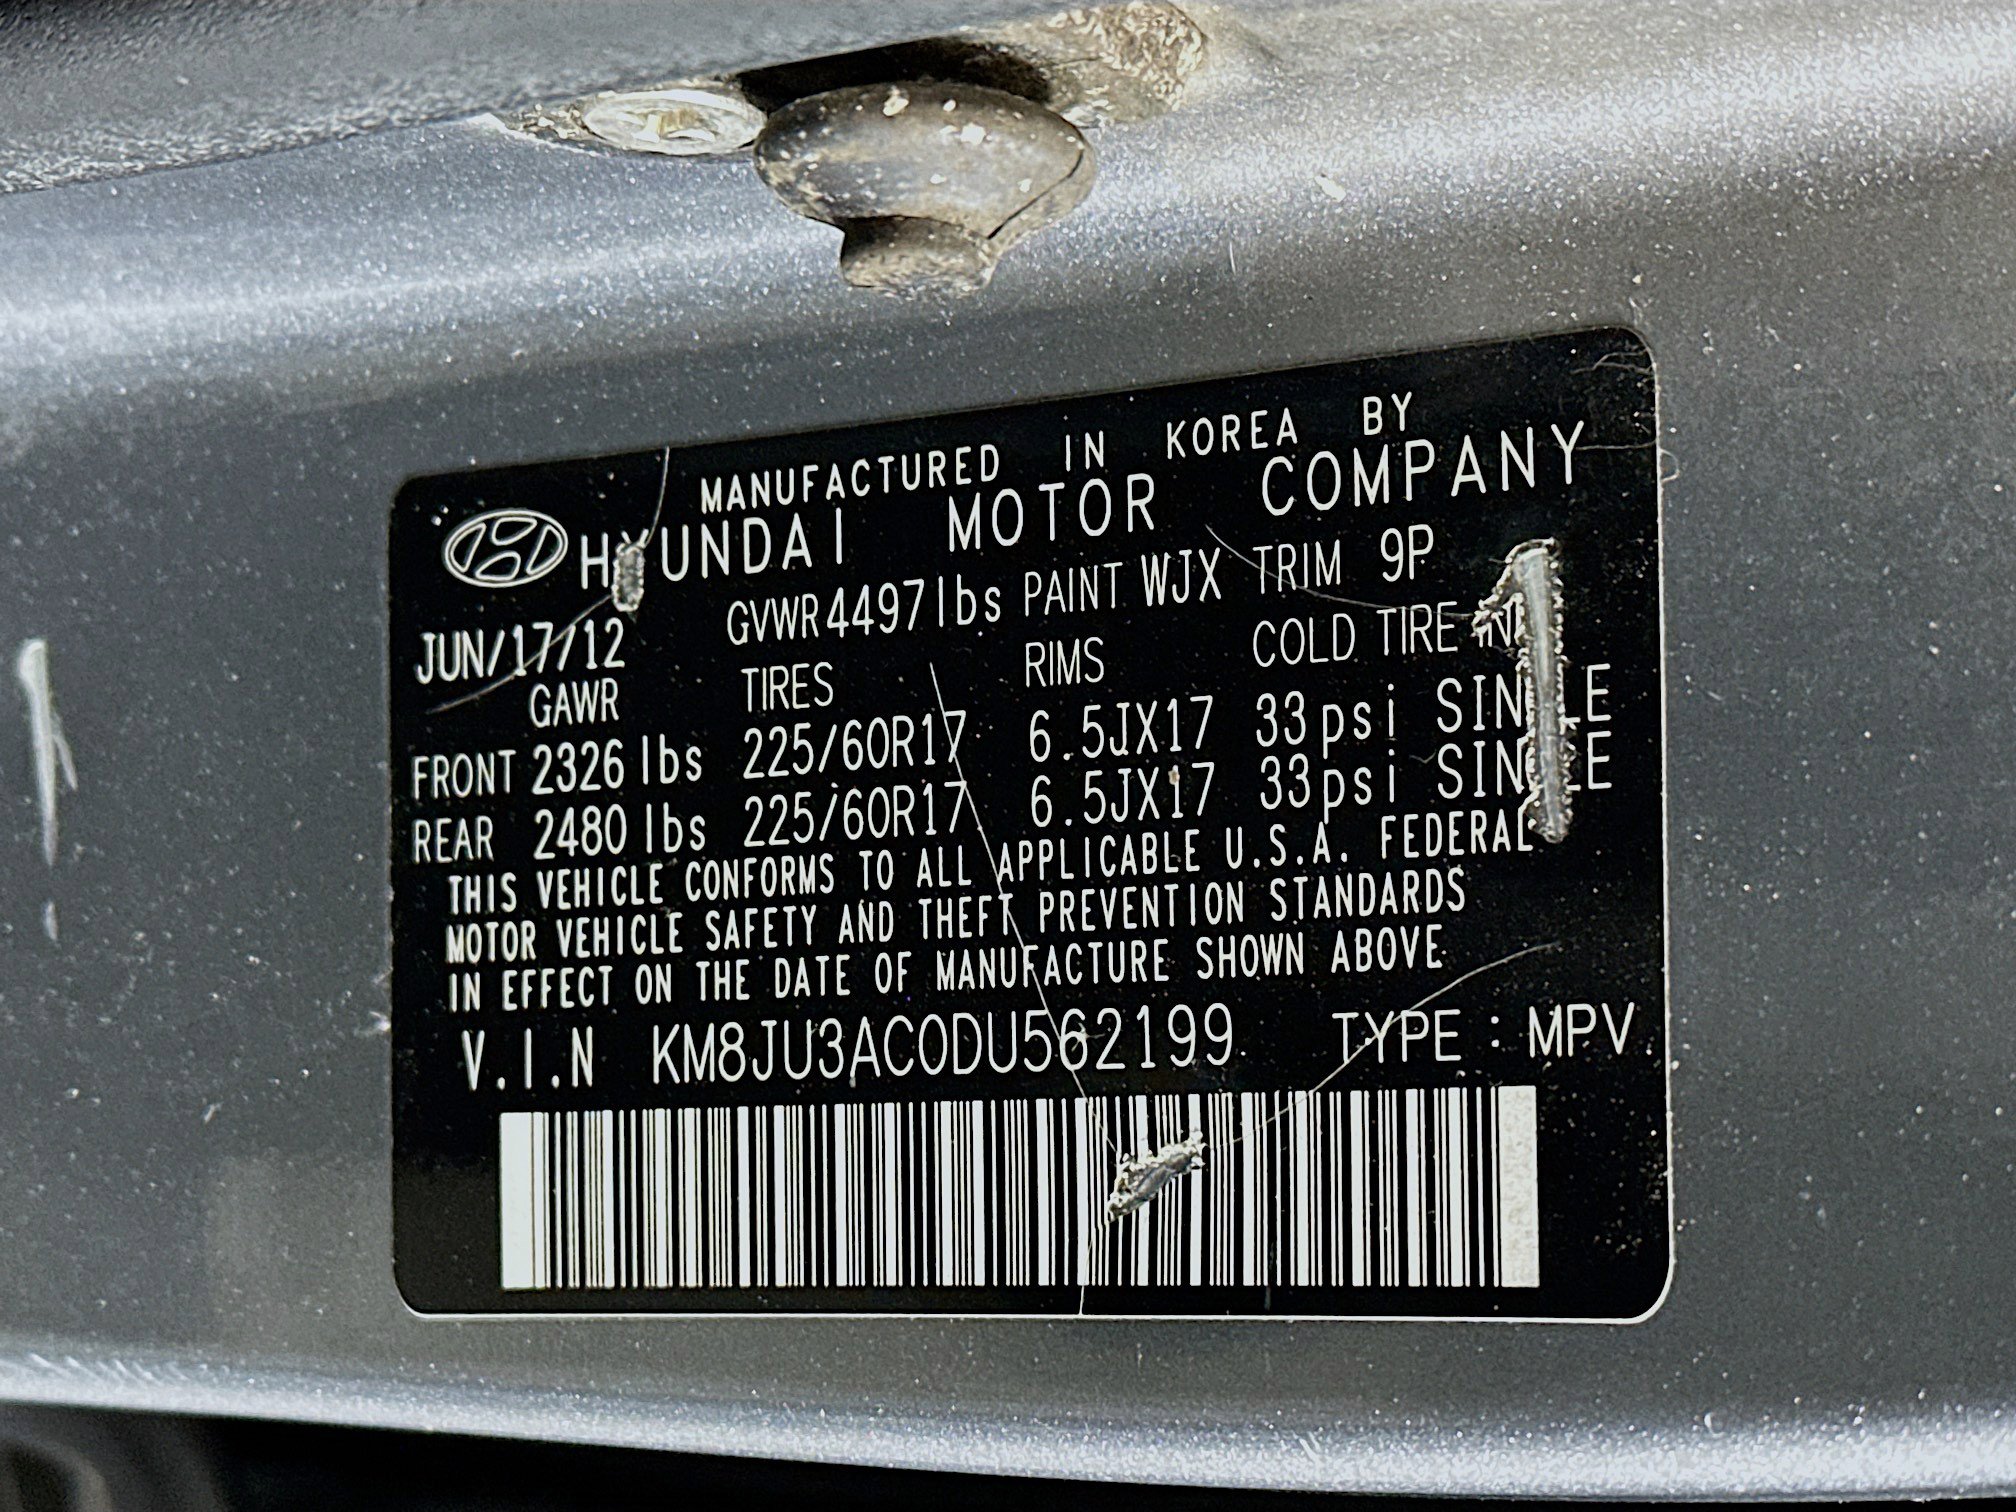 MANUFACTURED IN KOREA BY
HYUNDAI MOTOR COMPANY
JUN/17/12 GVWR 4497 lbs PAINT WJX TRIM 9P
GAWR TIRES RIMS COLD TIRE
FRONT 2326 lbs 225/60R17 6.5JX17 33psi SINGLE
REAR 2480 lbs 225/60R17 6.5JX17 33psi SINGLE
THIS VEHICLE CONFORMS TO ALL APPLICABLE U.S.A. FEDERAL
MOTOR VEHICLE SAFETY AND THEFT PREVENTION STANDARDS
IN EFFECT ON THE DATE OF MANUFACTURE SHOWN ABOVE
V.I.N KM8JU3AC0DU562199 TYPE : MPV